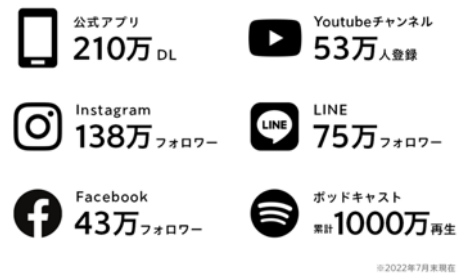 公式アプリ
210万 DL
Youtubeチャンネル
53万人登録
Instagram
138万フォロワー
LINE
LINE
75万フォロワー
Facebook
43万フォロワー
ポッドキャスト
累計1000万再生
※2022年7月末現在